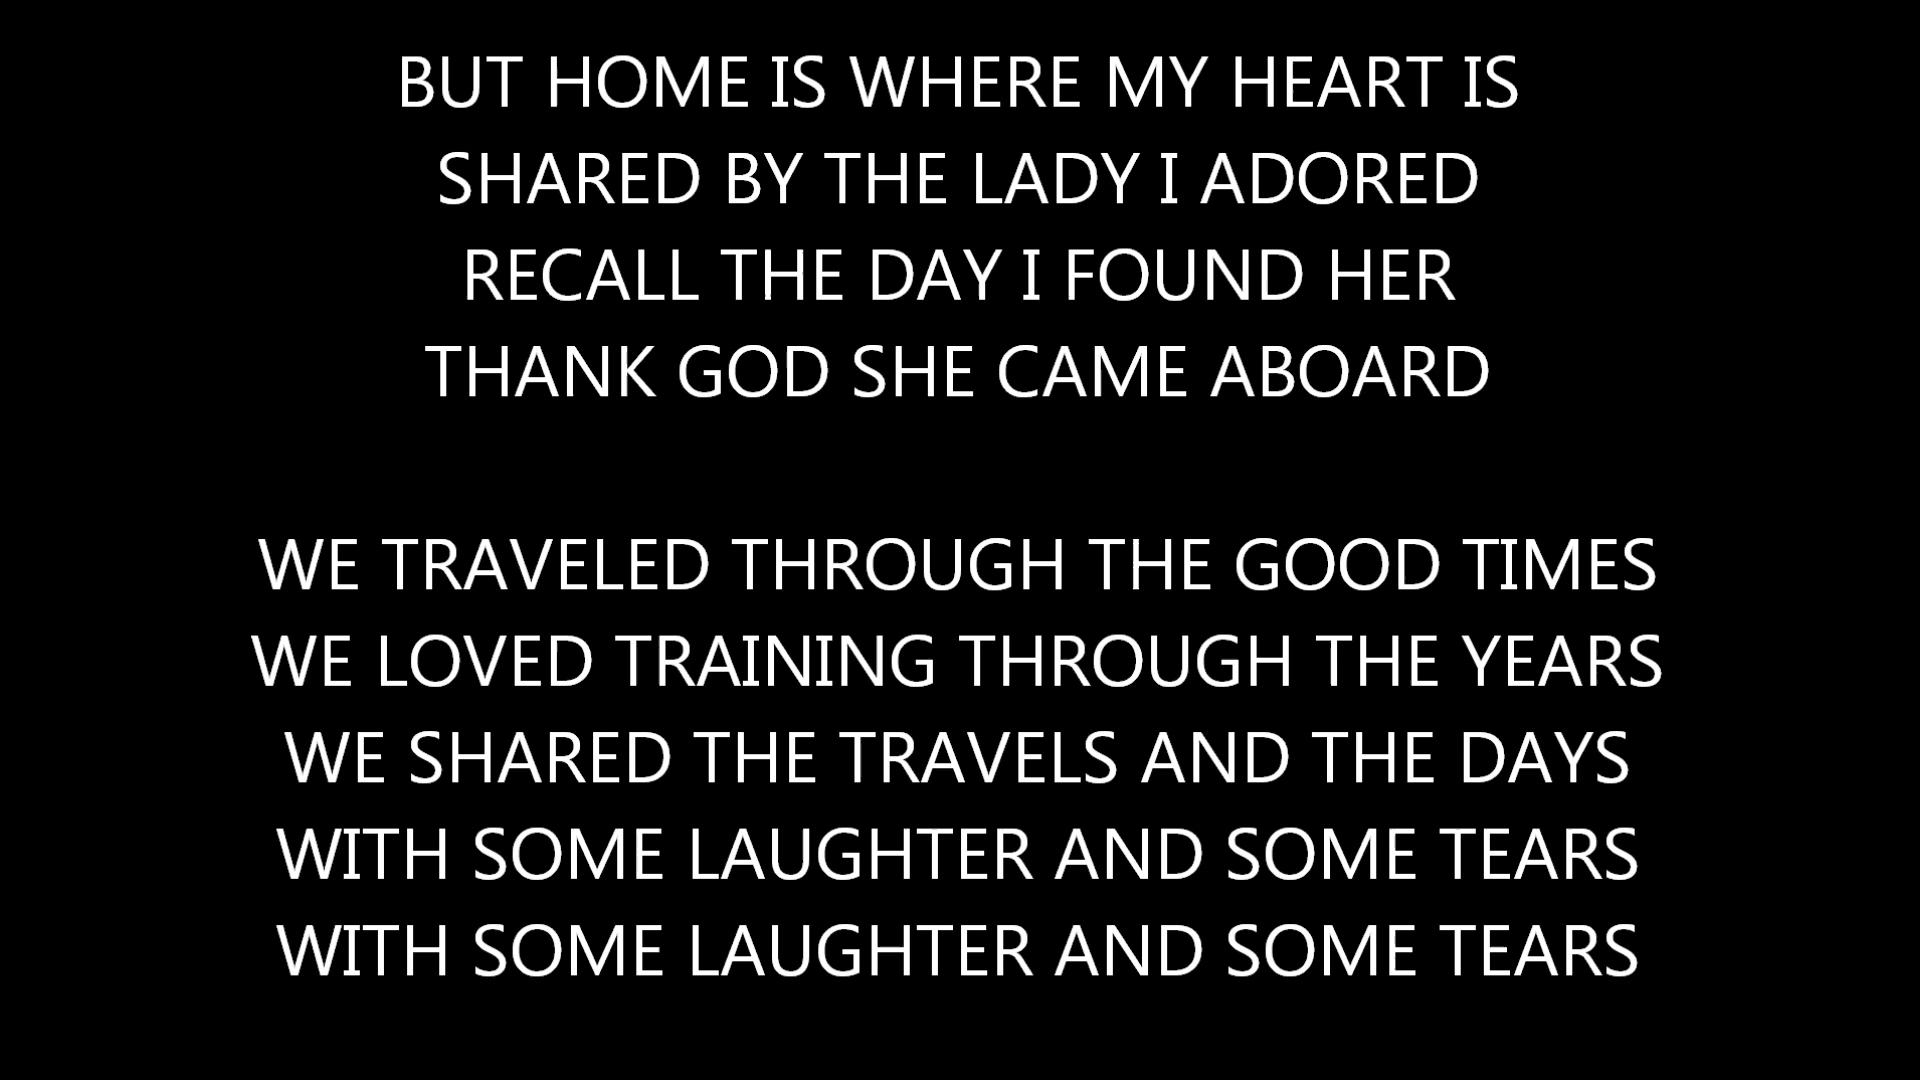 BUT HOME IS WHERE MY HEART IS
SHARED BY THE LADY I ADORED
RECALL THE DAY I FOUND HER
THANK GOD SHE CAME ABOARD
WE TRAVELED THROUGH THE GOOD TIMES
WE LOVED TRAINING THROUGH THE YEARS
WE SHARED THE TRAVELS AND THE DAYS
WITH SOME LAUGHTER AND SOME TEARS
WITH SOME LAUGHTER AND SOME TEARS